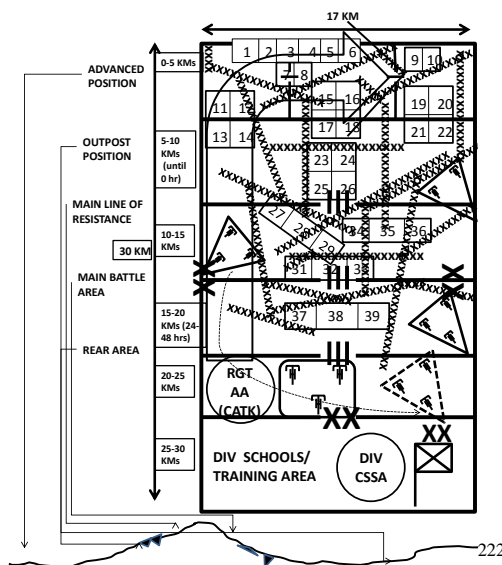 17 KM
1 2 3 4 5 6
9 10
7 8
0-5 KMs
ADVANCED
POSITION
15 16
11 12
19 20
17 18
13 14
21 22
OUTPOST
POSITION
5-10
KMs
(until
0 hr)
23 24
25 26
MAIN LINE OF
RESISTANCE
27 28 29
34 35 36
30 KM
10-15
KMs
MAIN BATTLE
AREA
31 32 33
XX
XX
15-20
KMs (24-
48 hrs)
37 38 39
REAR AREA
20-25
KMs
RGT
AA
(CATK)
XX
XX
25-30
KMs
DIV SCHOOLS/
TRAINING AREA
DIV
CSSA
222